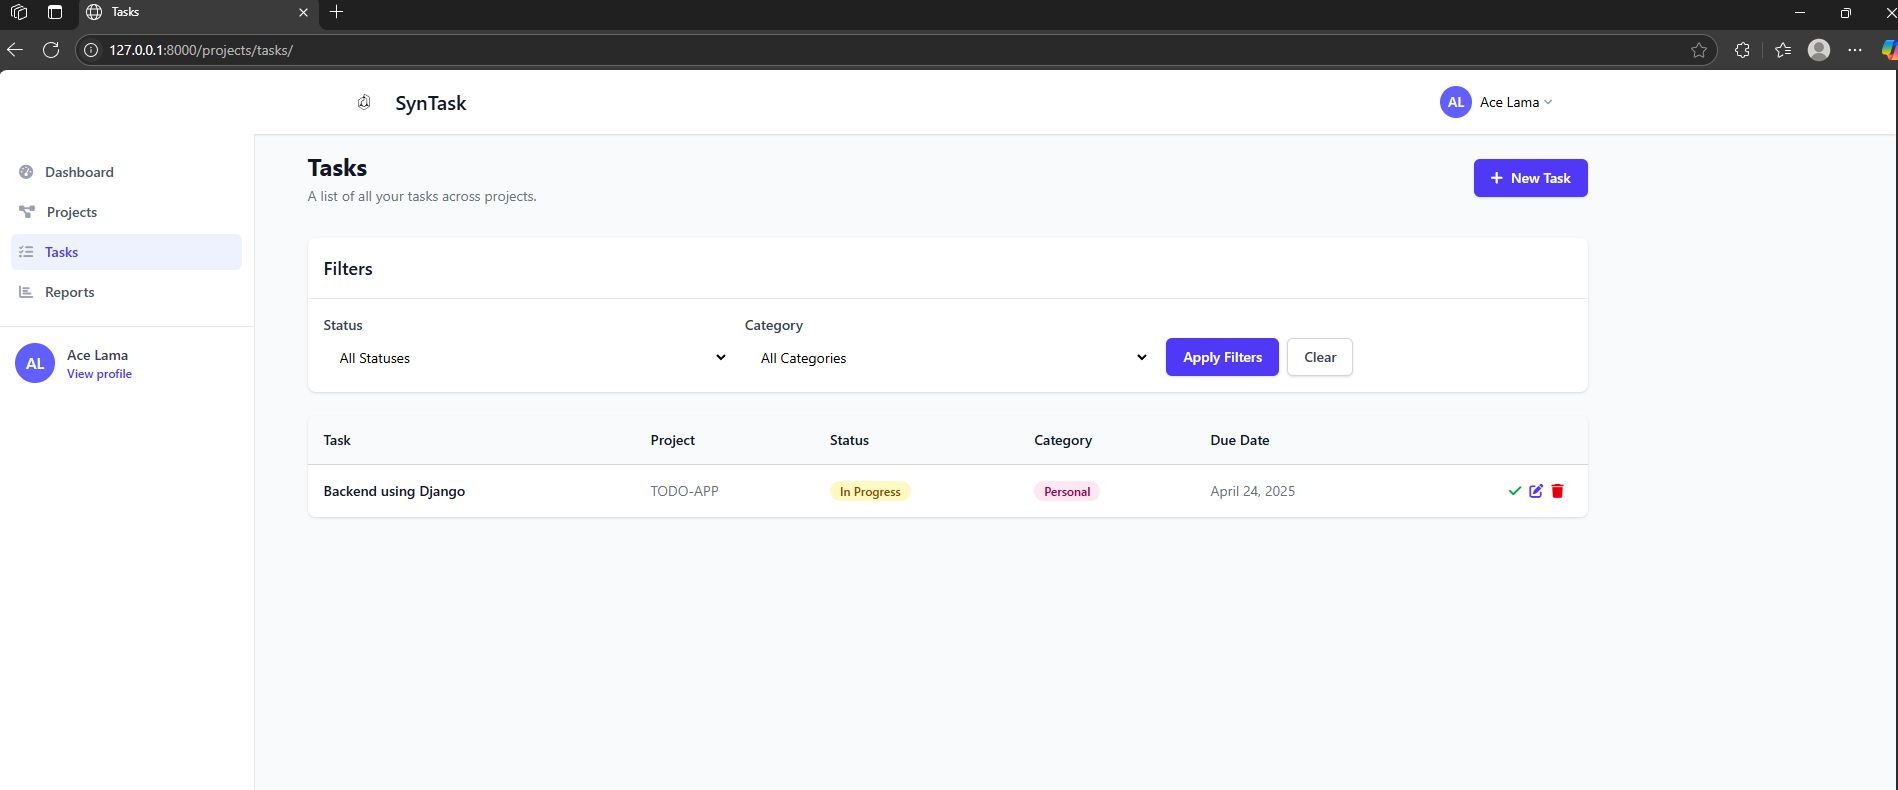 Tasks
127.0.0.1:8000/projects/tasks/
SynTask
AL Ace Lama
Dashboard
Projects
Tasks
Reports
AL
Ace Lama
View profile
Tasks
A list of all your tasks across projects.
+ New Task
Filters
Status Category
All Statuses All Categories Apply Filters Clear
Task Project Status Category Due Date
Backend using Django TODO-APP In Progress Personal April 24, 2025